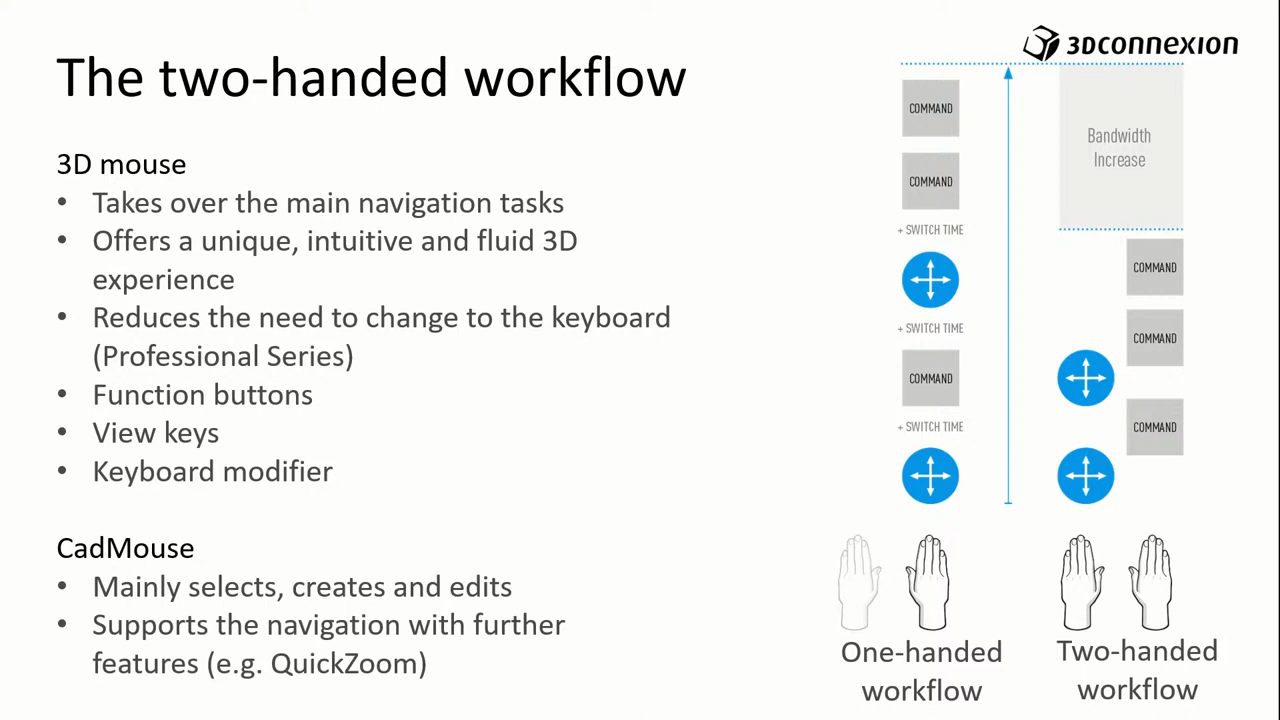 3Dconnexion
The two-handed workflow
3D mouse
• Takes over the main navigation tasks
• Offers a unique, intuitive and fluid 3D
experience
• Reduces the need to change to the keyboard
(Professional Series)
• Function buttons
• View keys
• Keyboard modifier
CadMouse
• Mainly selects, creates and edits
• Supports the navigation with further
features (e.g. QuickZoom)
COMMAND
COMMAND
+ SWITCH TIME
+ SWITCH TIME
COMMAND
+ SWITCH TIME
One-handed
workflow
Bandwidth
Increase
COMMAND
COMMAND
COMMAND
Two-handed
workflow